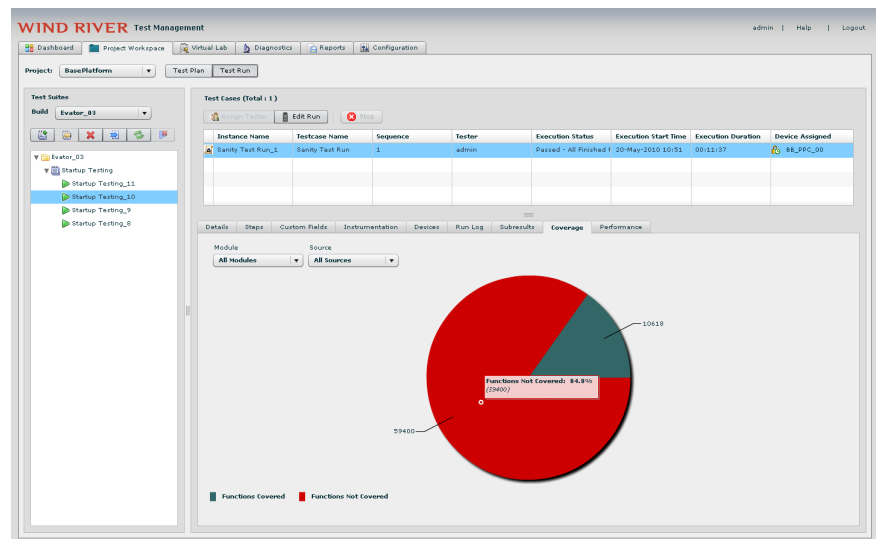 WIND RIVER Test Management
admin | Help | Logout
Dashboard Project Workspace Virtual Lab Diagnostics Reports Configuration
Project: BasePlatform Test Plan Test Run
Test Suites
Build Evator_03
Evator_03
Startup Testing
Startup Testing_11
Startup Testing_10
Startup Testing_9
Startup Testing_8
Test Cases (Total : 1 )
Assign Tester Edit Run Stop
Instance Name Testcase Name Sequence Tester Execution Status Execution Start Time Execution Duration Device Assigned
Sanity Test Run_1 Sanity Test Run 1 admin Passed - All Finished f 20-May-2010 10:51 00:11:37 BB_PPC_00
Details Steps Custom Fields Instrumentation Devices Run Log Subresults Coverage Performance
Module Source
All Modules All Sources
10618
Functions Not Covered: 84.8%
(59400)
59400
Functions Covered Functions Not Covered